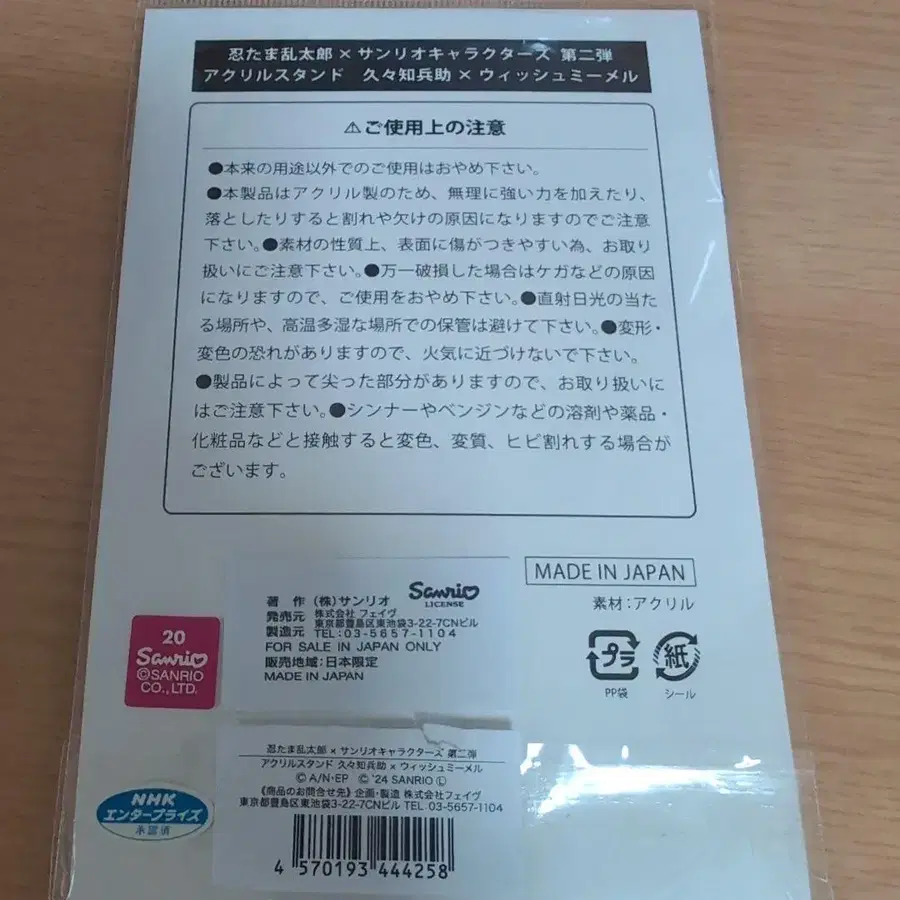 忍たま乱太郎×サンリオキャラクターズ 第二弾
アクリルスタンド 久々知兵助×ウィッシュミーメル
⚠ご使用上の注意
●本来の用途以外でのご使用はおやめ下さい。
●本製品はアクリル製のため、無理に強い力を加えたり、
落としたりすると割れや欠けの原因になりますのでご注意
下さい。●素材の性質上、表面に傷がつきやすい為、お取り
扱いにご注意下さい。●万一破損した場合はケガなどの原因
になりますので、ご使用をおやめ下さい。●直射日光の当た
る場所や、高温多湿な場所での保管は避けて下さい。●変形・
変色の恐れがありますので、火気に近づけないで下さい。
●製品によって尖った部分がありますので、お取り扱いに
はご注意下さい。●シンナーやベンジンなどの溶剤や薬品・
化粧品などと接触すると変色、変質、ヒビ割れする場合が
ございます。
MADE IN JAPAN
素材:アクリル
プラ
PP袋
紙
シール
著 作 (株)サンリオ
Sanrio
LICENSE
発売元 株式会社 フェイヴ
製造元 東京都豊島区東池袋3-22-7CNビル
TEL:03-5657-1104
FOR SALE IN JAPAN ONLY
販売地域:日本限定
MADE IN JAPAN
20
Sanrio
©SANRIO
CO., LTD.
忍たま乱太郎×サンリオキャラクターズ 第二弾
アクリルスタンド 久々知兵助×ウィッシュミーメル
©A/N・EP ©'24 SANRIO Ⓛ
《商品のお問合せ先》企画・製造 株式会社フェイヴ
東京都豊島区東池袋3-22-7CNビル TEL 03-5657-1104
4 570193 444258
NHK
エンタープライズ
承認済